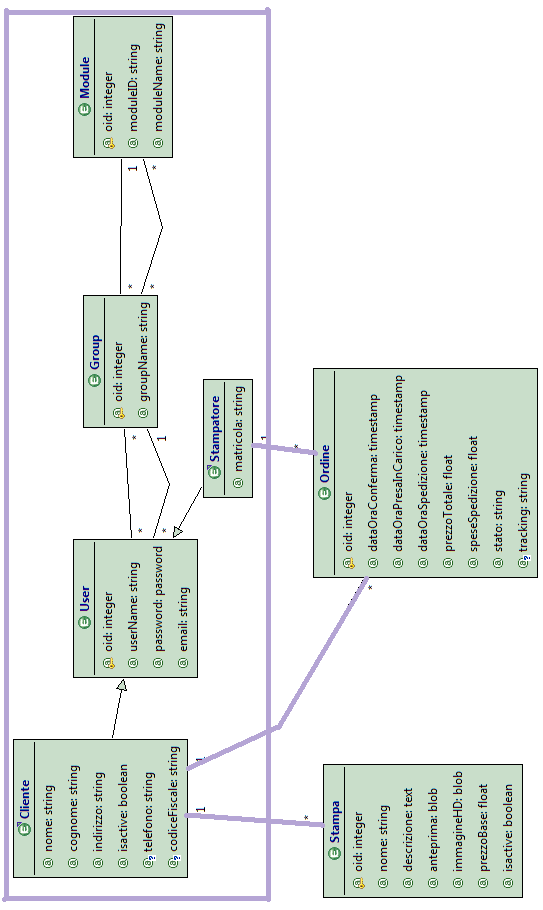 Cliente
nome: string
cognome: string
indirizzo: string
isactive: boolean
telefono: string
codiceFiscale: string
User
oid: integer
userName: string
password: password
email: string
*
*
*
1
Group
oid: integer
groupName: string
*
1
*
*
Module
oid: integer
moduleID: string
moduleName: string
Stampatore
matricola: string
1
*
1
*
1
*
Stampa
oid: integer
nome: string
descrizione: text
anteprima: blob
immagineHD: blob
prezzoBase: float
isactive: boolean
Ordine
oid: integer
dataOraConferma: timestamp
dataOraPresaInCarico: timestamp
dataOraSpedizione: timestamp
prezzoTotale: float
speseSpedizione: float
stato: string
tracking: string